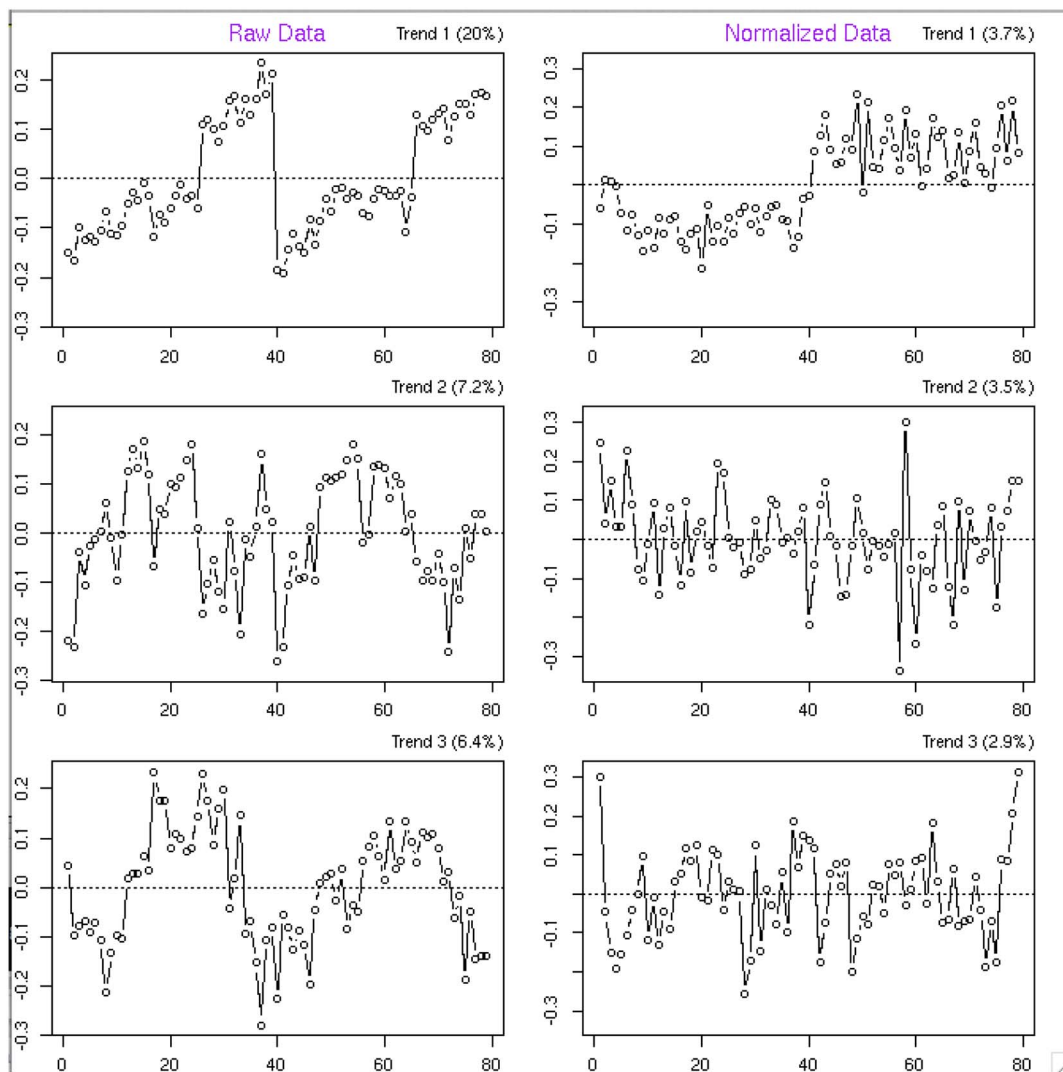 Raw Data
Trend 1 (20%)
Normalized Data
Trend 1 (3.7%)
0.2
0.1
0.0
-0.1
-0.2
-0.3
0 20 40 60 80
0.3
0.2
0.1
-0.1
-0.3
0 20 40 60 80
Trend 2 (7.2%)
Trend 2 (3.5%)
0.2
0.1
0.0
-0.1
-0.3
0 20 40 60 80
0.3
0.2
0.1
-0.1
-0.3
0 20 40 60 80
Trend 3 (6.4%)
Trend 3 (2.9%)
0.2
0.1
0.0
-0.1
-0.3
0 20 40 60 80
0.3
0.2
0.1
-0.1
-0.3
0 20 40 60 80